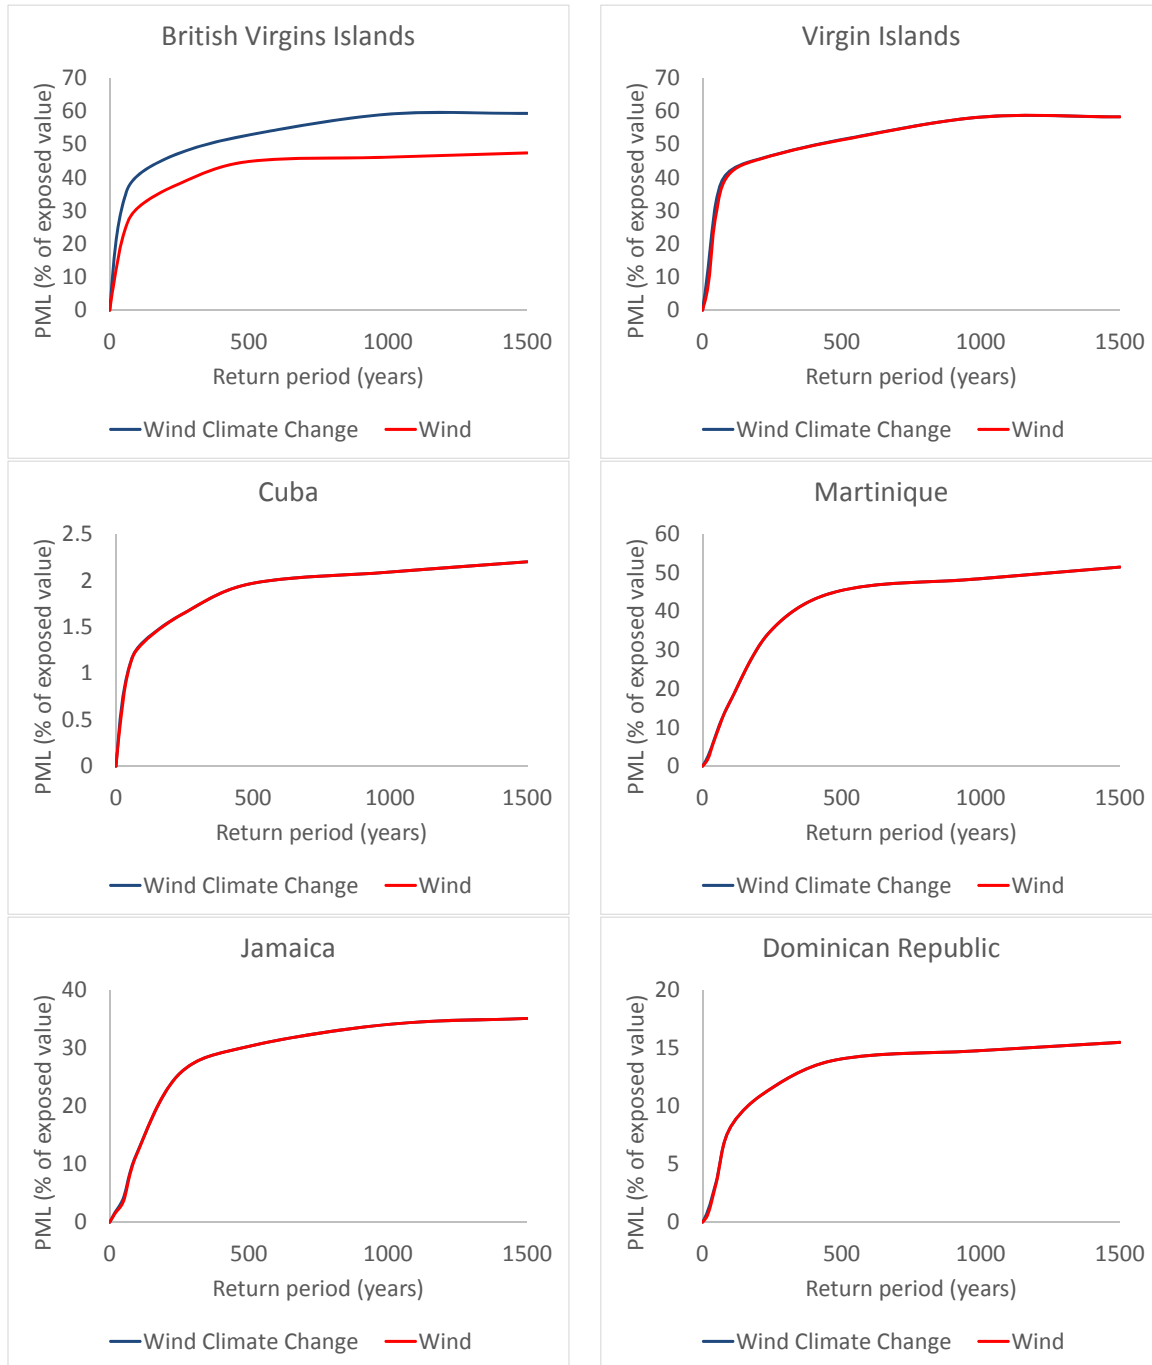 British Virgins Islands
PML (% of exposed value)
70
60
50
40
30
20
10
0
0 500 1000 1500
Return period (years)
Wind Climate Change Wind
Virgin Islands
PML (% of exposed value)
70
60
50
40
30
20
10
0
0 500 1000 1500
Return period (years)
Wind Climate Change Wind
Cuba
PML (% of exposed value)
2.5
2
1.5
1
0.5
0
0 500 1000 1500
Return period (years)
Wind Climate Change Wind
Martinique
PML (% of exposed value)
60
50
40
30
20
10
0
0 500 1000 1500
Return period (years)
Wind Climate Change Wind
Jamaica
PML (% of exposed value)
40
30
20
10
0
0 500 1000 1500
Return period (years)
Wind Climate Change Wind
Dominican Republic
PML (% of exposed value)
20
15
10
5
0
0 500 1000 1500
Return period (years)
Wind Climate Change Wind